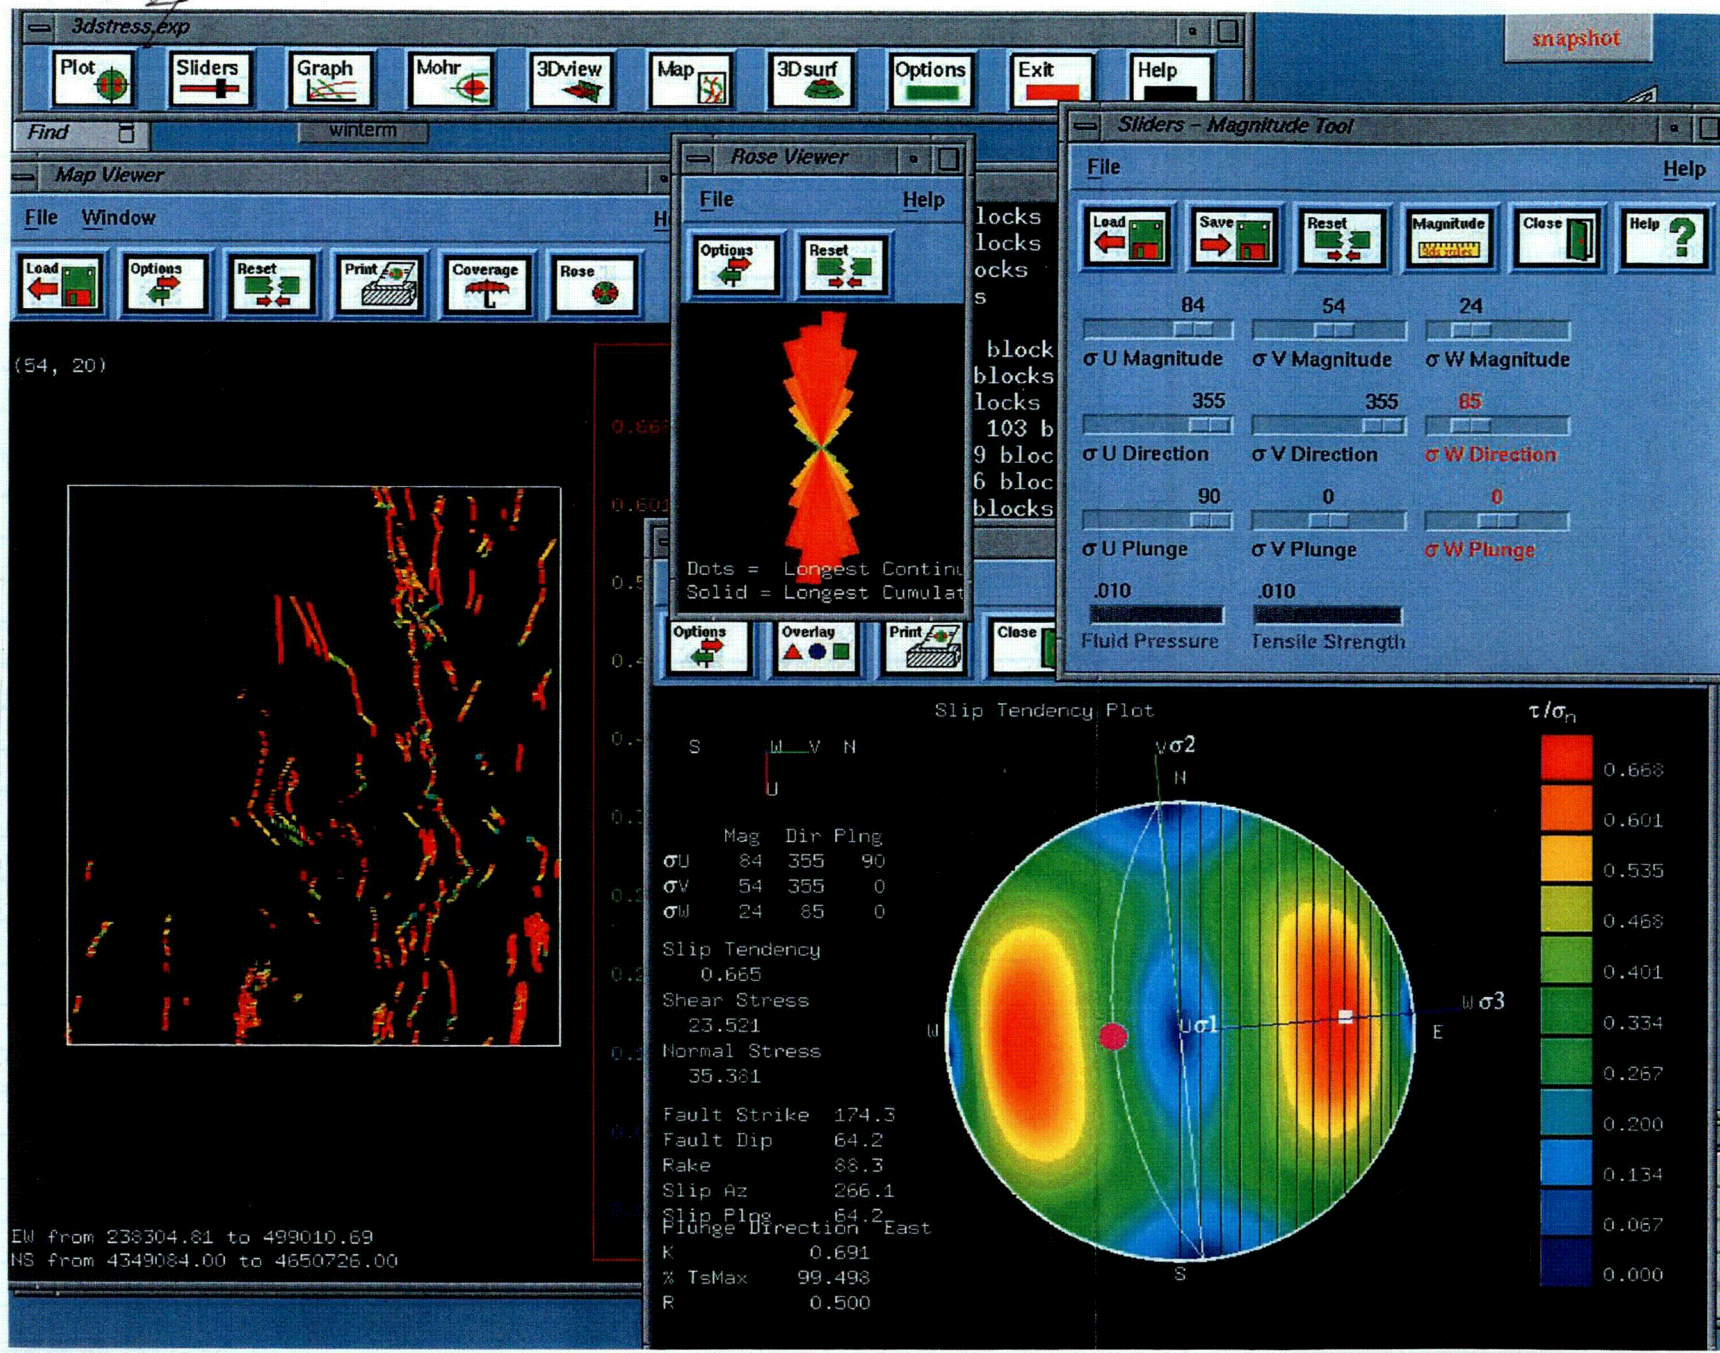 3dstress.exp
snapshot
Plot Sliders Graph Mohr 3Dview Map 3Dsurf Options Exit Help
Find
winterm
Map Viewer
File Window
Load Options Reset Print Coverage Rose
(54, 20)
EW from 238304.81 to 499010.69
NS from 4349084.00 to 4650726.00
Rose Viewer
File Help
Options Reset
Dots = Longest Continu
Solid = Longest Cumulat
locks
locks
ocks
s
block
blocks
locks
103 b
9 bloc
6 bloc
blocks
Sliders - Magnitude Tool
File Help
Load Save Reset Magnitude Close Help
84 54 24
σ U Magnitude σ V Magnitude σ W Magnitude
355 355 85
σ U Direction σ V Direction σ W Direction
90 0 0
σ U Plunge σ V Plunge σ W Plunge
.010 .010
Fluid Pressure Tensile Strength
Options Overlay Print Close
Slip Tendency Plot
S W V N
U
Mag Dir Plng
σU 84 355 90
σV 54 355 0
σW 24 85 0
Slip Tendency
0.665
Shear Stress
23.521
Normal Stress
35.381
Fault Strike 174.3
Fault Dip 64.2
Rake 88.3
Slip Az 266.1
Slip Plng 64.2
Plunge Direction East
K 0.691
% TsMax 99.498
R 0.500
V σ2
N
W
U σ1
W σ3
E
S
τ/σn
0.668
0.601
0.535
0.468
0.401
0.334
0.267
0.200
0.134
0.067
0.000